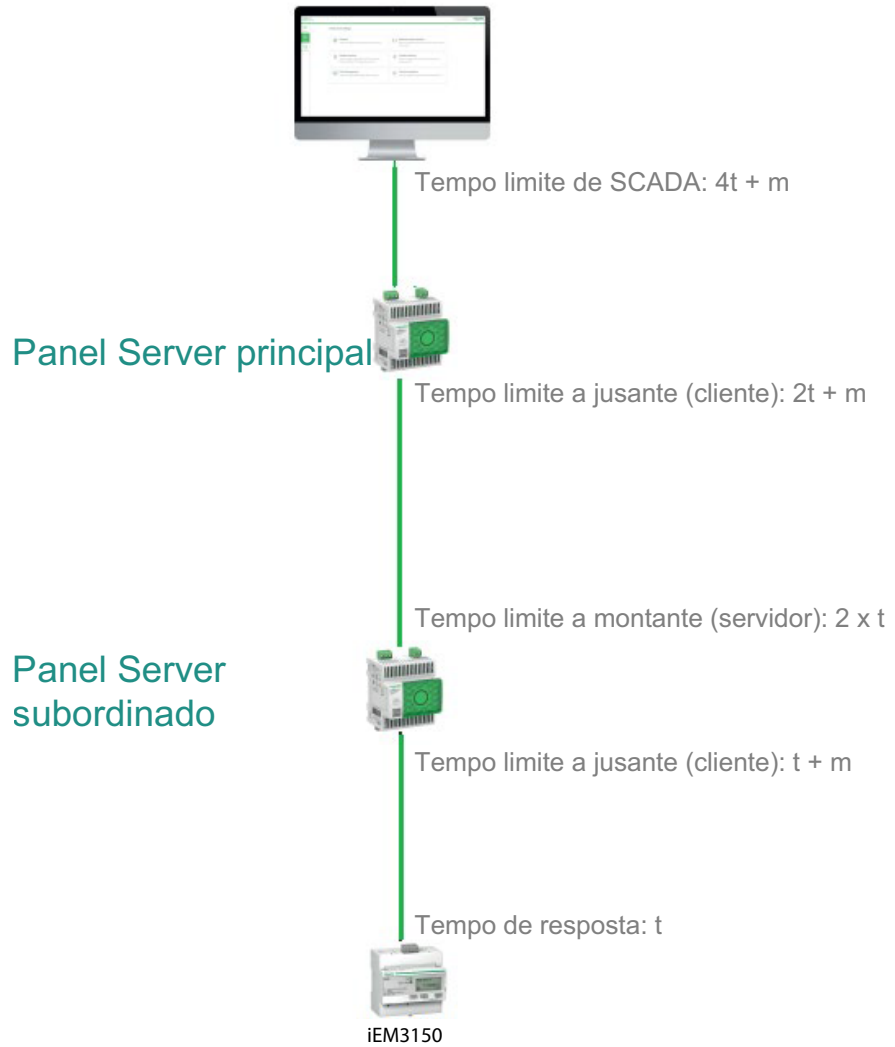 Tempo limite de SCADA: 4t + m
Panel Server principal
Tempo limite a jusante (cliente): 2t + m
Tempo limite a montante (servidor): 2 x t
Panel Server
subordinado
Tempo limite a jusante (cliente): t + m
Tempo de resposta: t
iEM3150